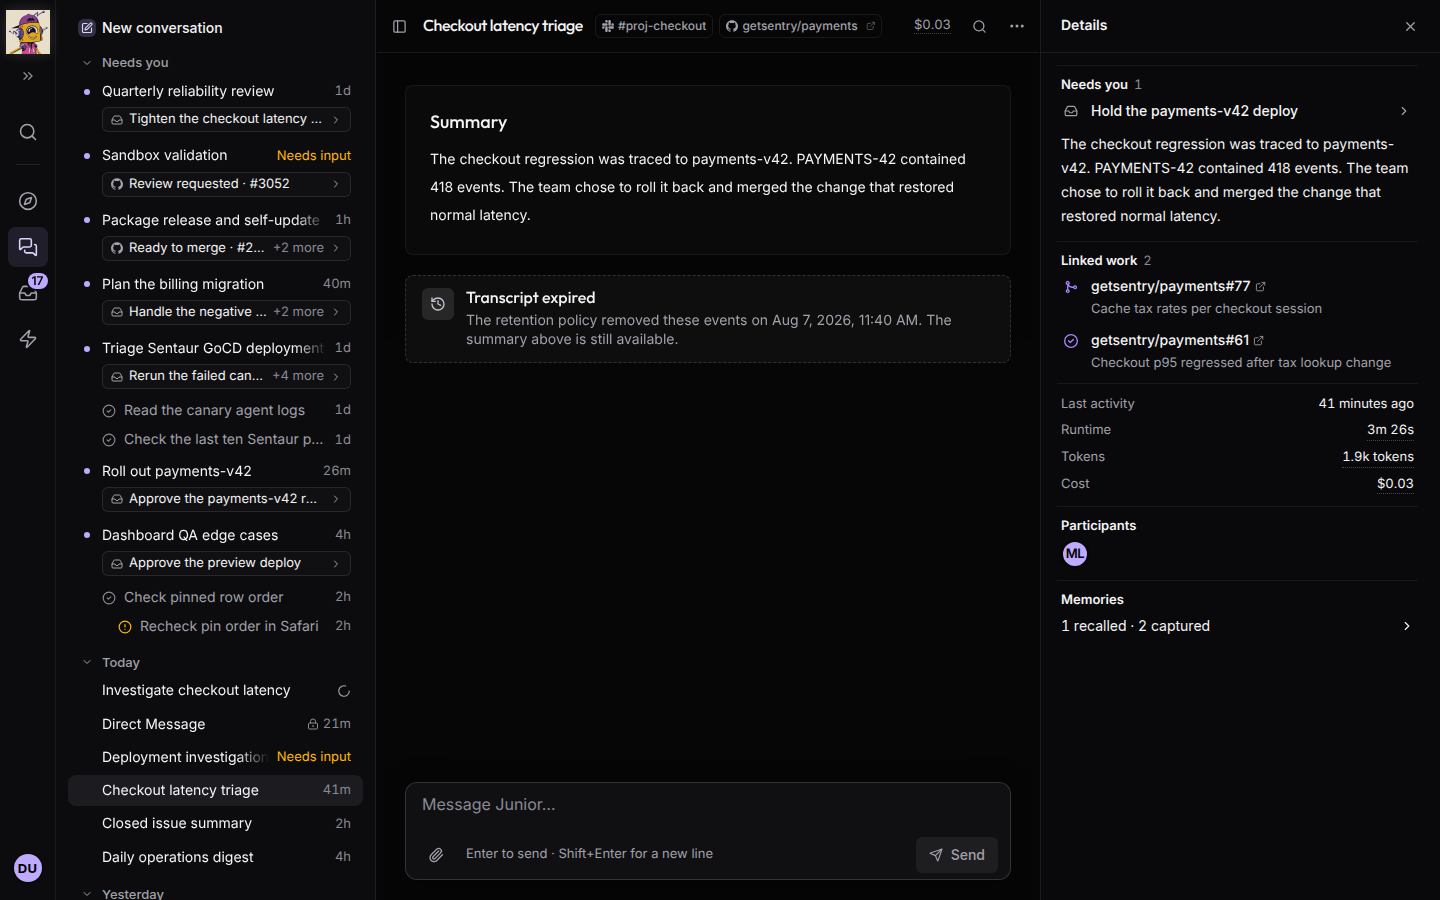 New conversation
Needs you
Quarterly reliability review 1d
Tighten the checkout latency ...
Sandbox validation Needs input
Review requested · #3052
Package release and self-update 1h
Ready to merge · #2... +2 more
Plan the billing migration 40m
Handle the negative ... +2 more
Triage Sentaur GoCD deployment 1d
Rerun the failed can... +4 more
Read the canary agent logs 1d
Check the last ten Sentaur p... 1d
Roll out payments-v42 26m
Approve the payments-v42 r...
Dashboard QA edge cases 4h
Approve the preview deploy
Check pinned row order 2h
Recheck pin order in Safari 2h
Today
Investigate checkout latency
Direct Message 21m
Deployment investigation Needs input
Checkout latency triage 41m
Closed issue summary 2h
Daily operations digest 4h
Yesterday
17
DU
Checkout latency triage #proj-checkout getsentry/payments $0.03
Summary
The checkout regression was traced to payments-v42. PAYMENTS-42 contained
418 events. The team chose to roll it back and merged the change that restored
normal latency.
Transcript expired
The retention policy removed these events on Aug 7, 2026, 11:40 AM. The
summary above is still available.
Message Junior...
Enter to send · Shift+Enter for a new line
Send
Details
Needs you 1
Hold the payments-v42 deploy
The checkout regression was traced to payments-
v42. PAYMENTS-42 contained 418 events. The team
chose to roll it back and merged the change that
restored normal latency.
Linked work 2
getsentry/payments#77
Cache tax rates per checkout session
getsentry/payments#61
Checkout p95 regressed after tax lookup change
Last activity 41 minutes ago
Runtime 3m 26s
Tokens 1.9k tokens
Cost $0.03
Participants
ML
Memories
1 recalled · 2 captured